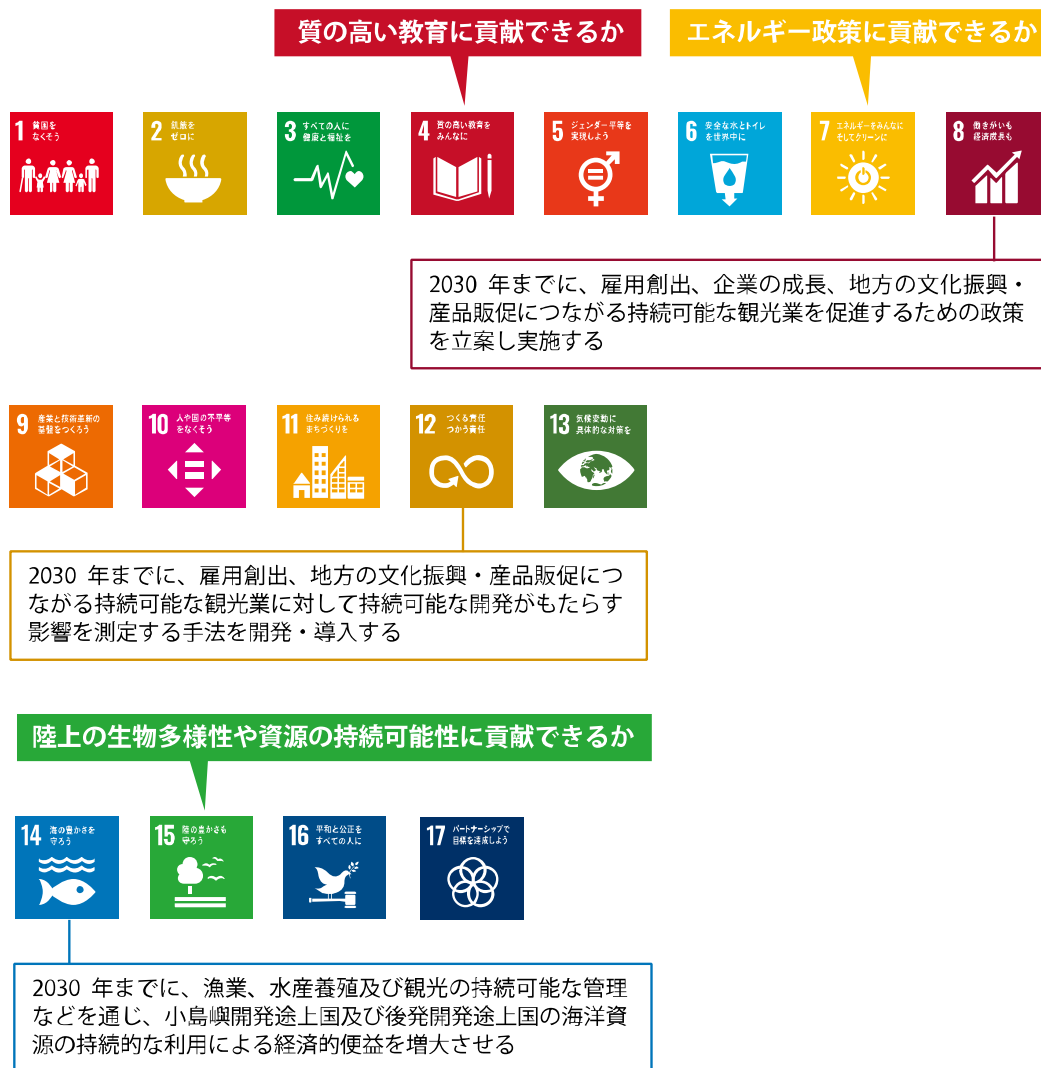 質の高い教育に貢献できるか
エネルギー政策に貢献できるか
1 貧困を
なくそう
2 飢餓を
ゼロに
3 すべての人に
健康と福祉を
4 質の高い教育を
みんなに
5 ジェンダー平等を
実現しよう
6 安全な水とトイレ
を世界中に
7 エネルギーをみんなに
そしてクリーンに
8 働きがいも
経済成長も
2030 年までに、雇用創出、企業の成長、地方の文化振興・
産品販促につながる持続可能な観光業を促進するための政策
を立案し実施する
9 産業と技術革新の
基盤をつくろう
10 人や国の不平等
をなくそう
11 住み続けられる
まちづくりを
12 つくる責任
つかう責任
13 気候変動に
具体的な対策を
2030 年までに、雇用創出、地方の文化振興・産品販促につ
ながる持続可能な観光業に対して持続可能な開発がもたらす
影響を測定する手法を開発・導入する
陸上の生物多様性や資源の持続可能性に貢献できるか
14 海の豊かさを
守ろう
15 陸の豊かさも
守ろう
16 平和と公正を
すべての人に
17 パートナーシップで
目標を達成しよう
2030 年までに、漁業、水産養殖及び観光の持続可能な管理
などを通じ、小島嶼開発途上国及び後発開発途上国の海洋資
源の持続的な利用による経済的便益を増大させる